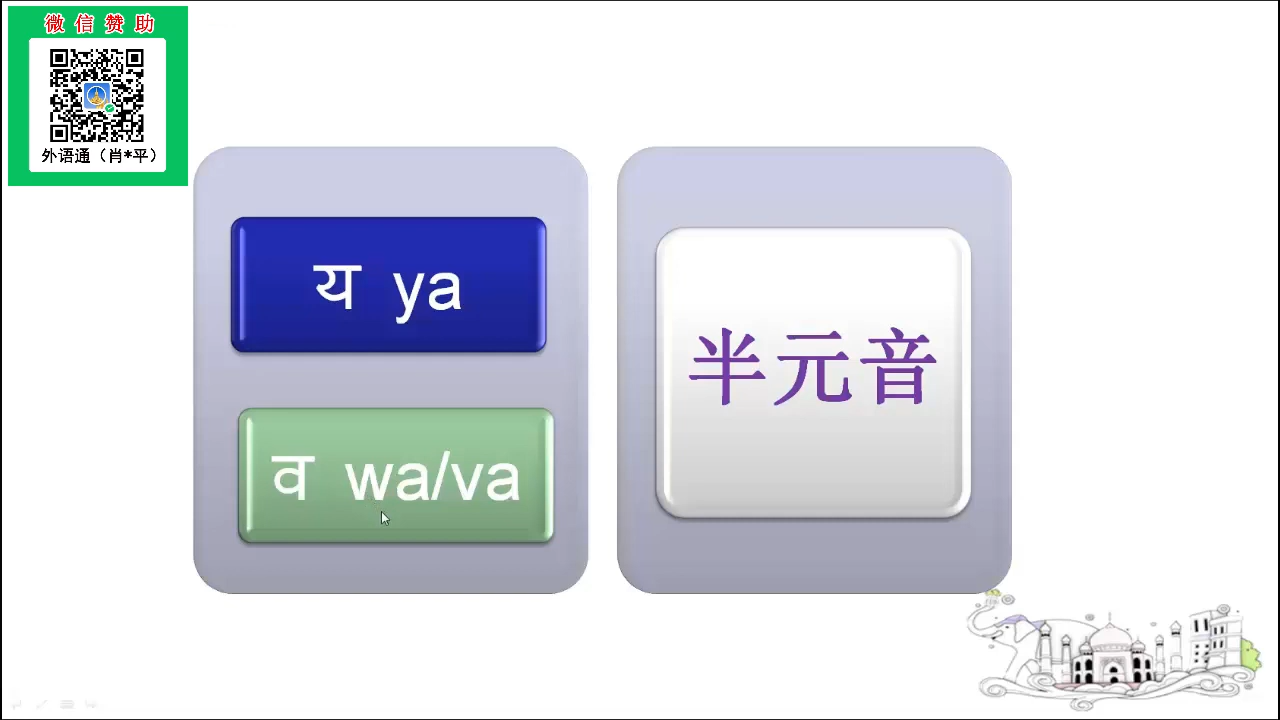 微信赞助
外语通（肖*平）
य ya
व wa/va
半元音